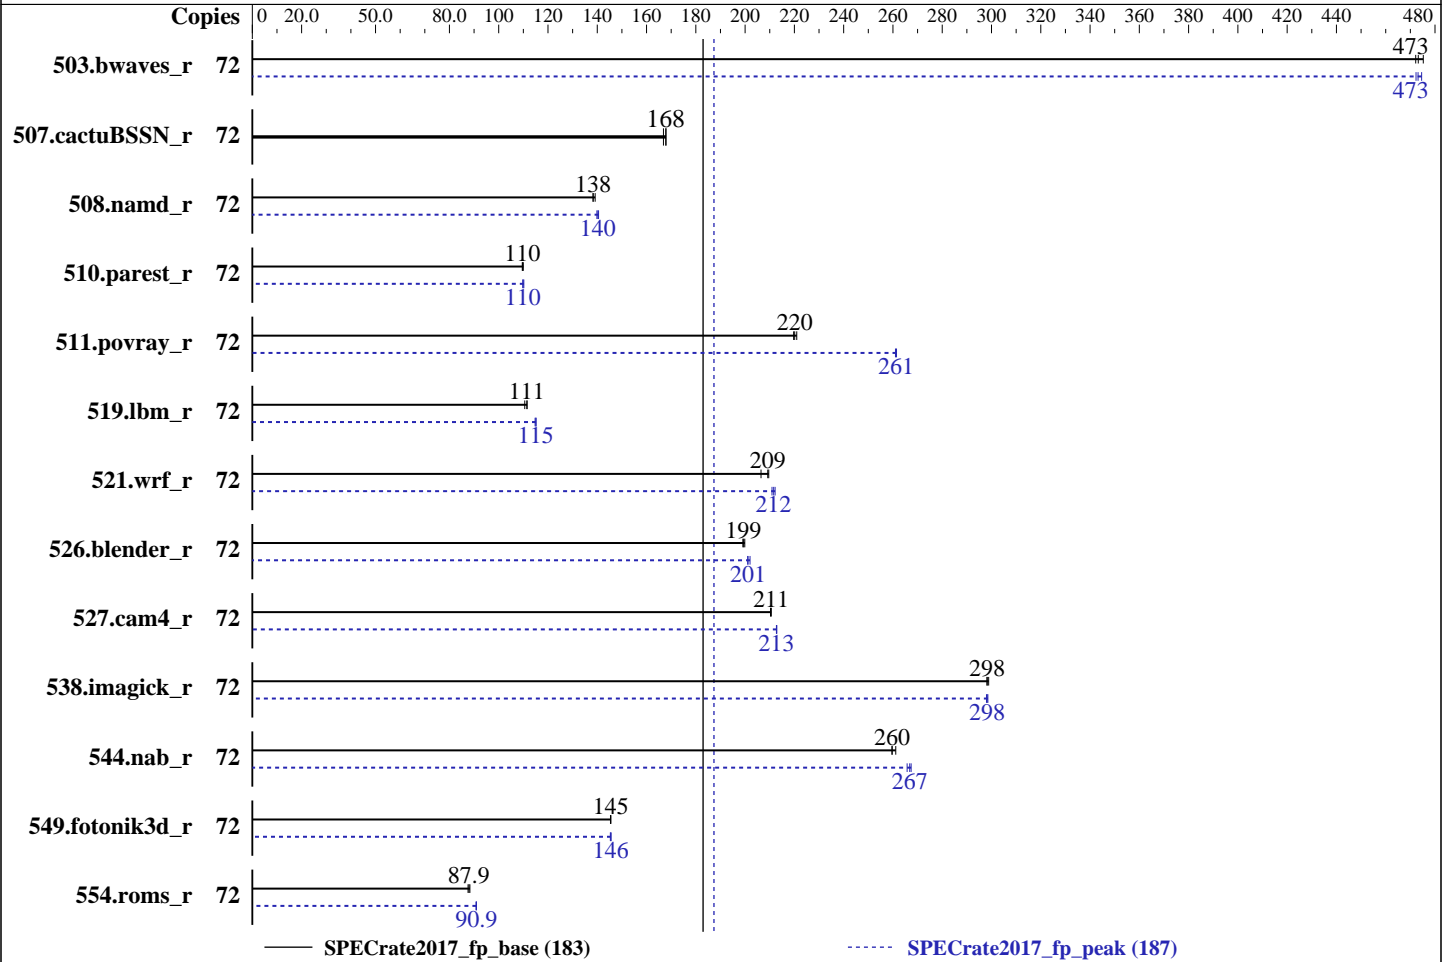 Copies 0 20.0 50.0 80.0 100 120 140 160 180 200 220 240 260 280 300 320 340 360 380 400 420 440 480
503.bwaves_r 72 473
473
507.cactuBSSN_r 72 168
508.namd_r 72 138
140
510.parest_r 72 110
110
511.povray_r 72 220
261
519.lbm_r 72 111
115
521.wrf_r 72 209
212
526.blender_r 72 199
201
527.cam4_r 72 211
213
538.imagick_r 72 298
298
544.nab_r 72 260
267
549.fotonik3d_r 72 145
146
554.roms_r 72 87.9
90.9
SPECrate2017_fp_base (183) SPECrate2017_fp_peak (187)